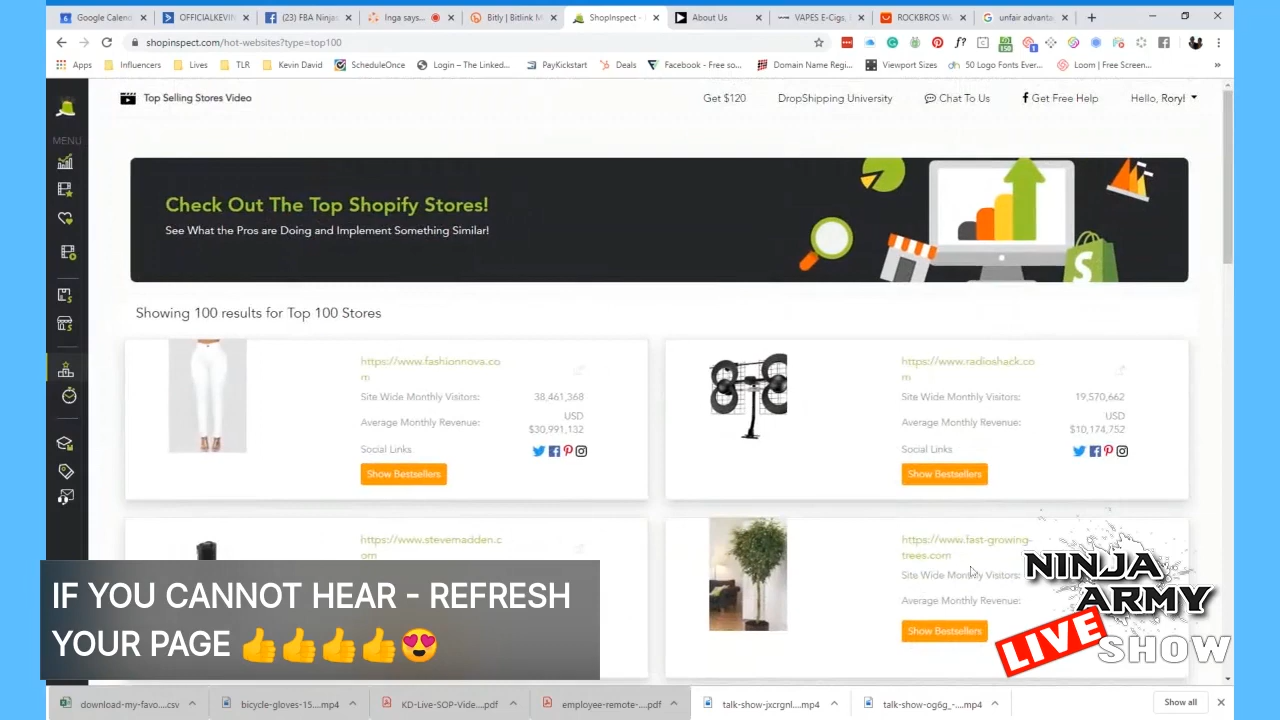 Google Calend
OFFICIALKEVIN
(23) FBA Ninjas
Inga says...
Bitly | Bitlink M
ShopInspect -
About Us
VAPES E-Cigs,
ROCKBROS W
unfair advanta
shopinspect.com/hot-websites?type=top100
Apps
Influencers
Lives
TLR
Kevin David
ScheduleOnce
Login – The Linked...
PayKickstart
Deals
Facebook - Free so...
Domain Name Regi...
Viewport Sizes
50 Logo Fonts Ever...
Loom | Free Screen...
Top Selling Stores Video
Get $120
DropShipping University
Chat To Us
Get Free Help
Hello, Rory!
MENU
Check Out The Top Shopify Stores!
See What the Pros are Doing and Implement Something Similar!
Showing 100 results for Top 100 Stores
https://www.fashionnova.co
m
Site Wide Monthly Visitors: 38,461,368
Average Monthly Revenue: USD
$30,991,132
Social Links
Show Bestsellers
https://www.radioshack.co
m
Site Wide Monthly Visitors: 19,570,662
Average Monthly Revenue: USD
$10,174,752
Social Links
Show Bestsellers
https://www.stevemadden.c
om
https://www.fast-growing-
trees.com
Site Wide Monthly Visitors:
Average Monthly Revenue:
Show Bestsellers
IF YOU CANNOT HEAR - REFRESH
YOUR PAGE 👍👍👍👍😍
NINJA
ARMY
LIVE
SHOW
download-my-favo....csv
bicycle-gloves-15....mp4
KD-Live-SOP-Vide....pdf
employee-remote-....pdf
talk-show-jxcrgnl....mp4
talk-show-og6g_-....mp4
Show all